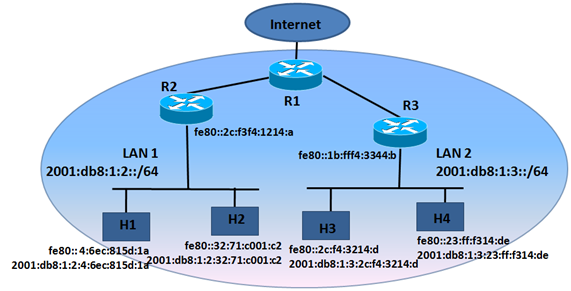 Internet
R2
R1
R3
fe80::2c:f3f4:1214:a
fe80::1b:fff4:3344:b
LAN 1
2001:db8:1:2::/64
LAN 2
2001:db8:1:3::/64
H1
H2
H3
H4
fe80:: 4:6ec:815d:1a
2001:db8:1:2:4:6ec:815d:1a
fe80::32:71:c001:c2
2001:db8:1:2:32:71:c001:c2
fe80::2c:f4:3214:d
2001:db8:1:3:2c:f4:3214:d
fe80::23:ff:f314:de
2001:db8:1:3:23:ff:f314:de